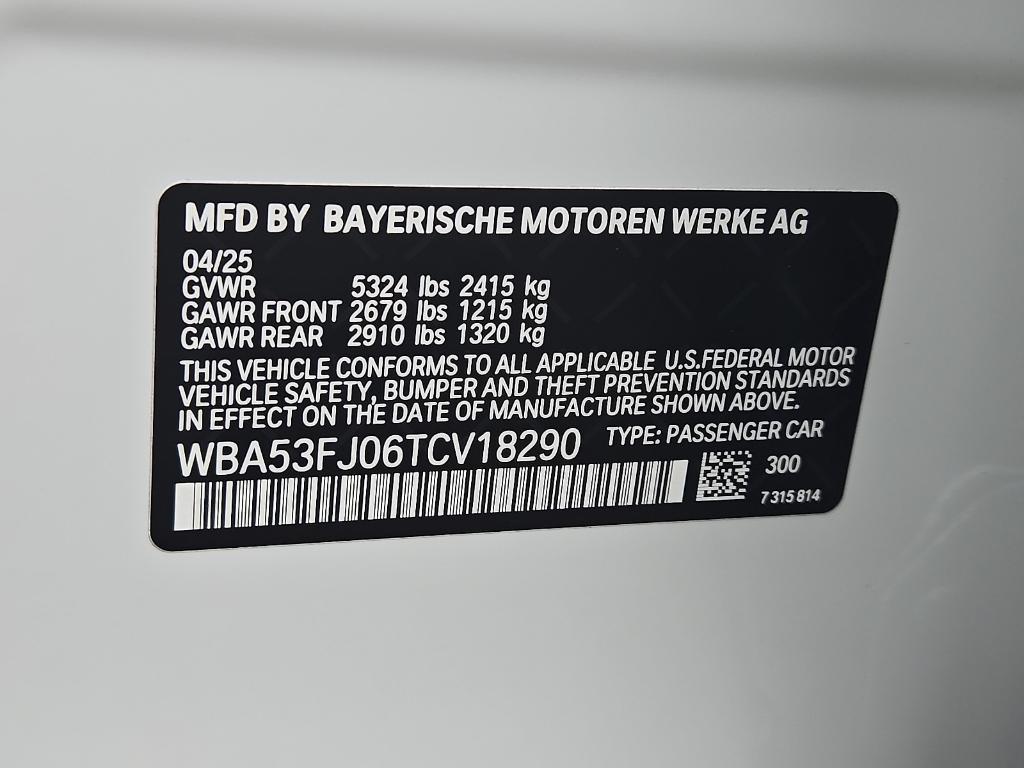 MFD BY BAYERISCHE MOTOREN WERKE AG
04/25
GVWR 5324 lbs 2415 kg
GAWR FRONT 2679 lbs 1215 kg
GAWR REAR 2910 lbs 1320 kg
THIS VEHICLE CONFORMS TO ALL APPLICABLE U.S.FEDERAL MOTOR
VEHICLE SAFETY, BUMPER AND THEFT PREVENTION STANDARDS
IN EFFECT ON THE DATE OF MANUFACTURE SHOWN ABOVE.
WBA53FJ06TCV18290 TYPE: PASSENGER CAR
300
7 315 814